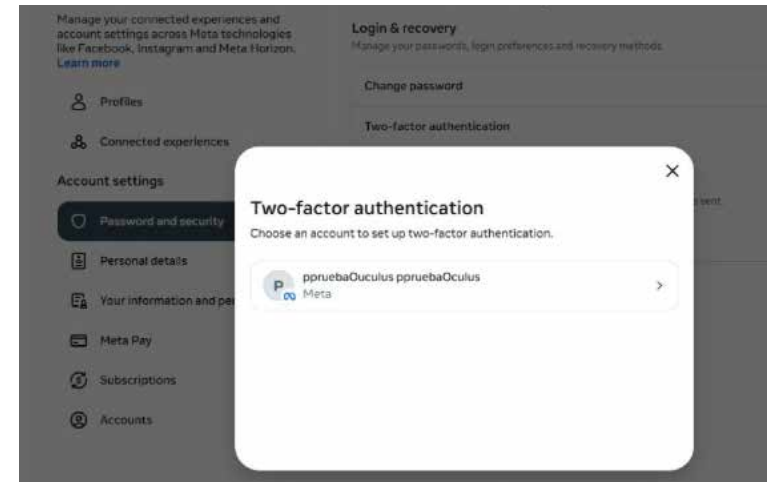 Manage your connected experiences and
account settings across Meta technologies
like Facebook, Instagram and Meta Horizon.
Learn more
Profiles
Connected experiences
Account settings
Password and security
Personal details
Your information and per
Meta Pay
Subscriptions
Accounts
Login & recovery
Manage your passwords, login preferences and recovery methods.
Change password
Two-factor authentication
sent.
Two-factor authentication
Choose an account to set up two-factor authentication.
P
ppruebaOuculus ppruebaOculus
Meta